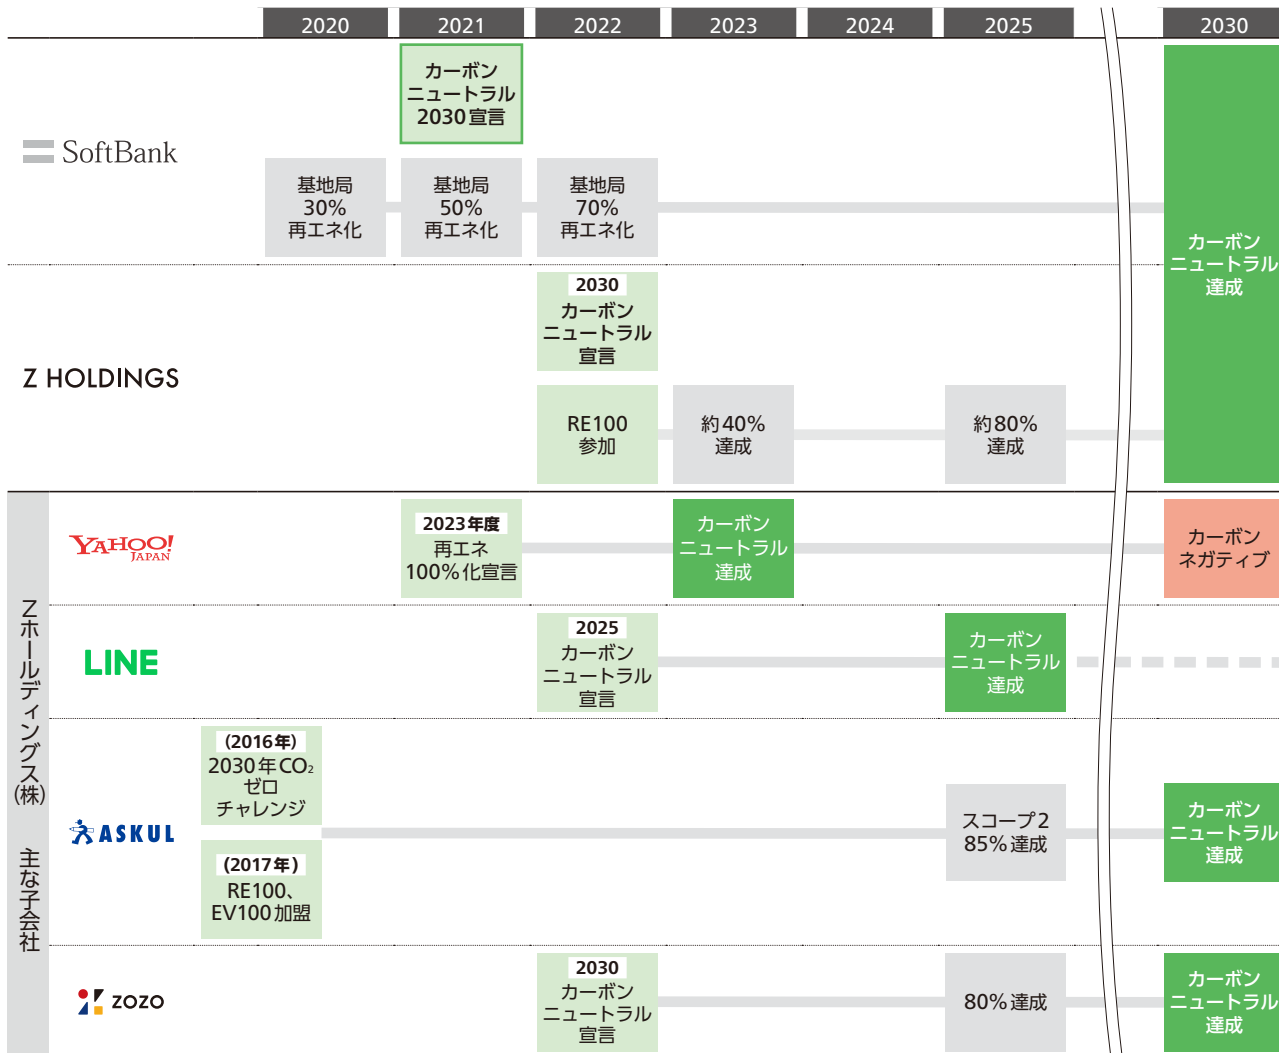 2020 2021 2022 2023 2024 2025 2030
カーボン
ニュートラル
2030宣言
SoftBank
基地局
30%
再エネ化
基地局
50%
再エネ化
基地局
70%
再エネ化
カーボン
ニュートラル
達成
Z HOLDINGS
2030
カーボン
ニュートラル
宣言
RE100
参加
約40%
達成
約80%
達成
Zホールディングス(株) 主な子会社
YAHOO!
JAPAN
2023年度
再エネ
100%化宣言
カーボン
ニュートラル
達成
カーボン
ネガティブ
LINE
2025
カーボン
ニュートラル
宣言
カーボン
ニュートラル
達成
ASKUL
(2016年)
2030年CO₂
ゼロ
チャレンジ
(2017年)
RE100、
EV100加盟
スコープ2
85%達成
カーボン
ニュートラル
達成
ZOZO
2030
カーボン
ニュートラル
宣言
80%達成
カーボン
ニュートラル
達成